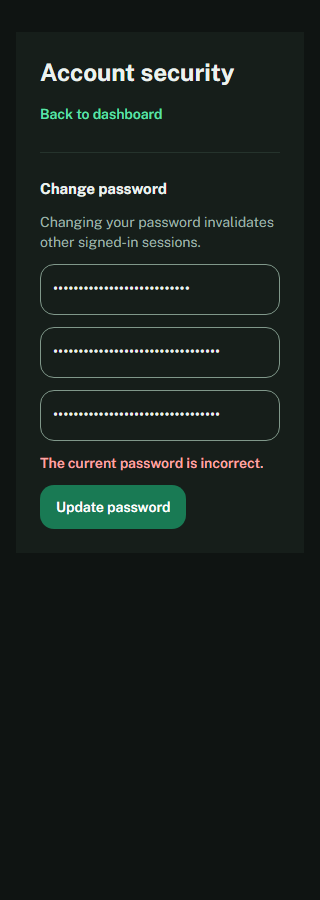 Account security
Back to dashboard
Change password
Changing your password invalidates
other signed-in sessions.
•••••••••••••••••••••••••••
•••••••••••••••••••••••••••••••••
•••••••••••••••••••••••••••••••••
The current password is incorrect.
Update password